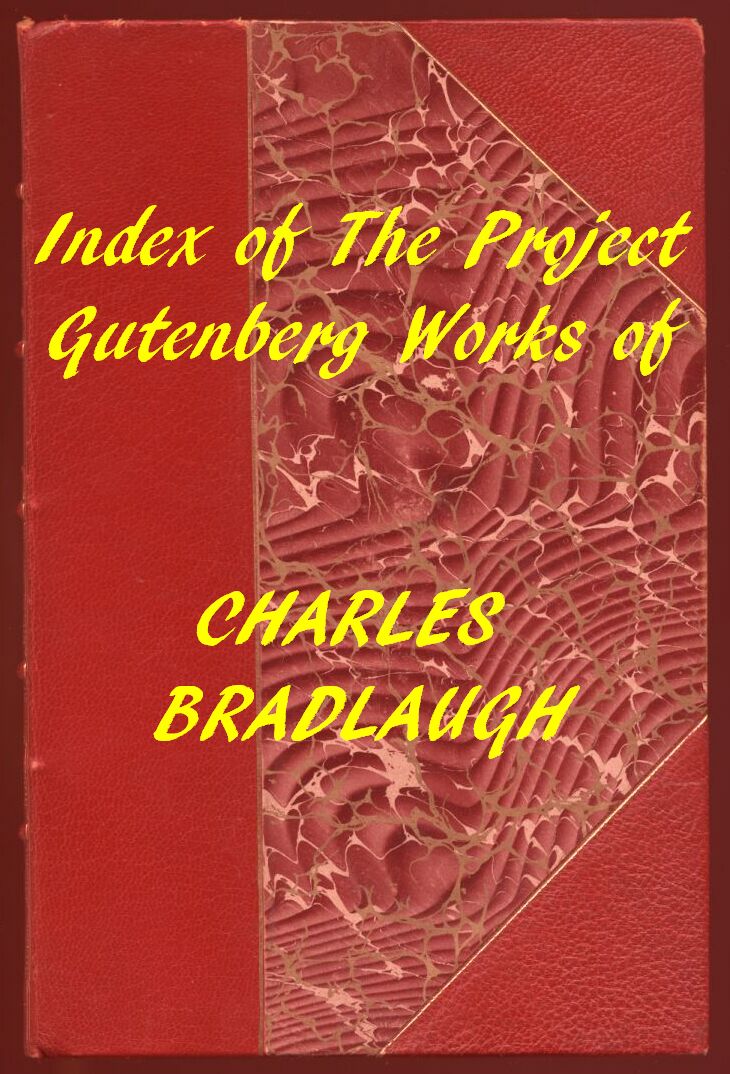 Index of The Project
Gutenberg Works of
CHARLES
BRADLAUGH